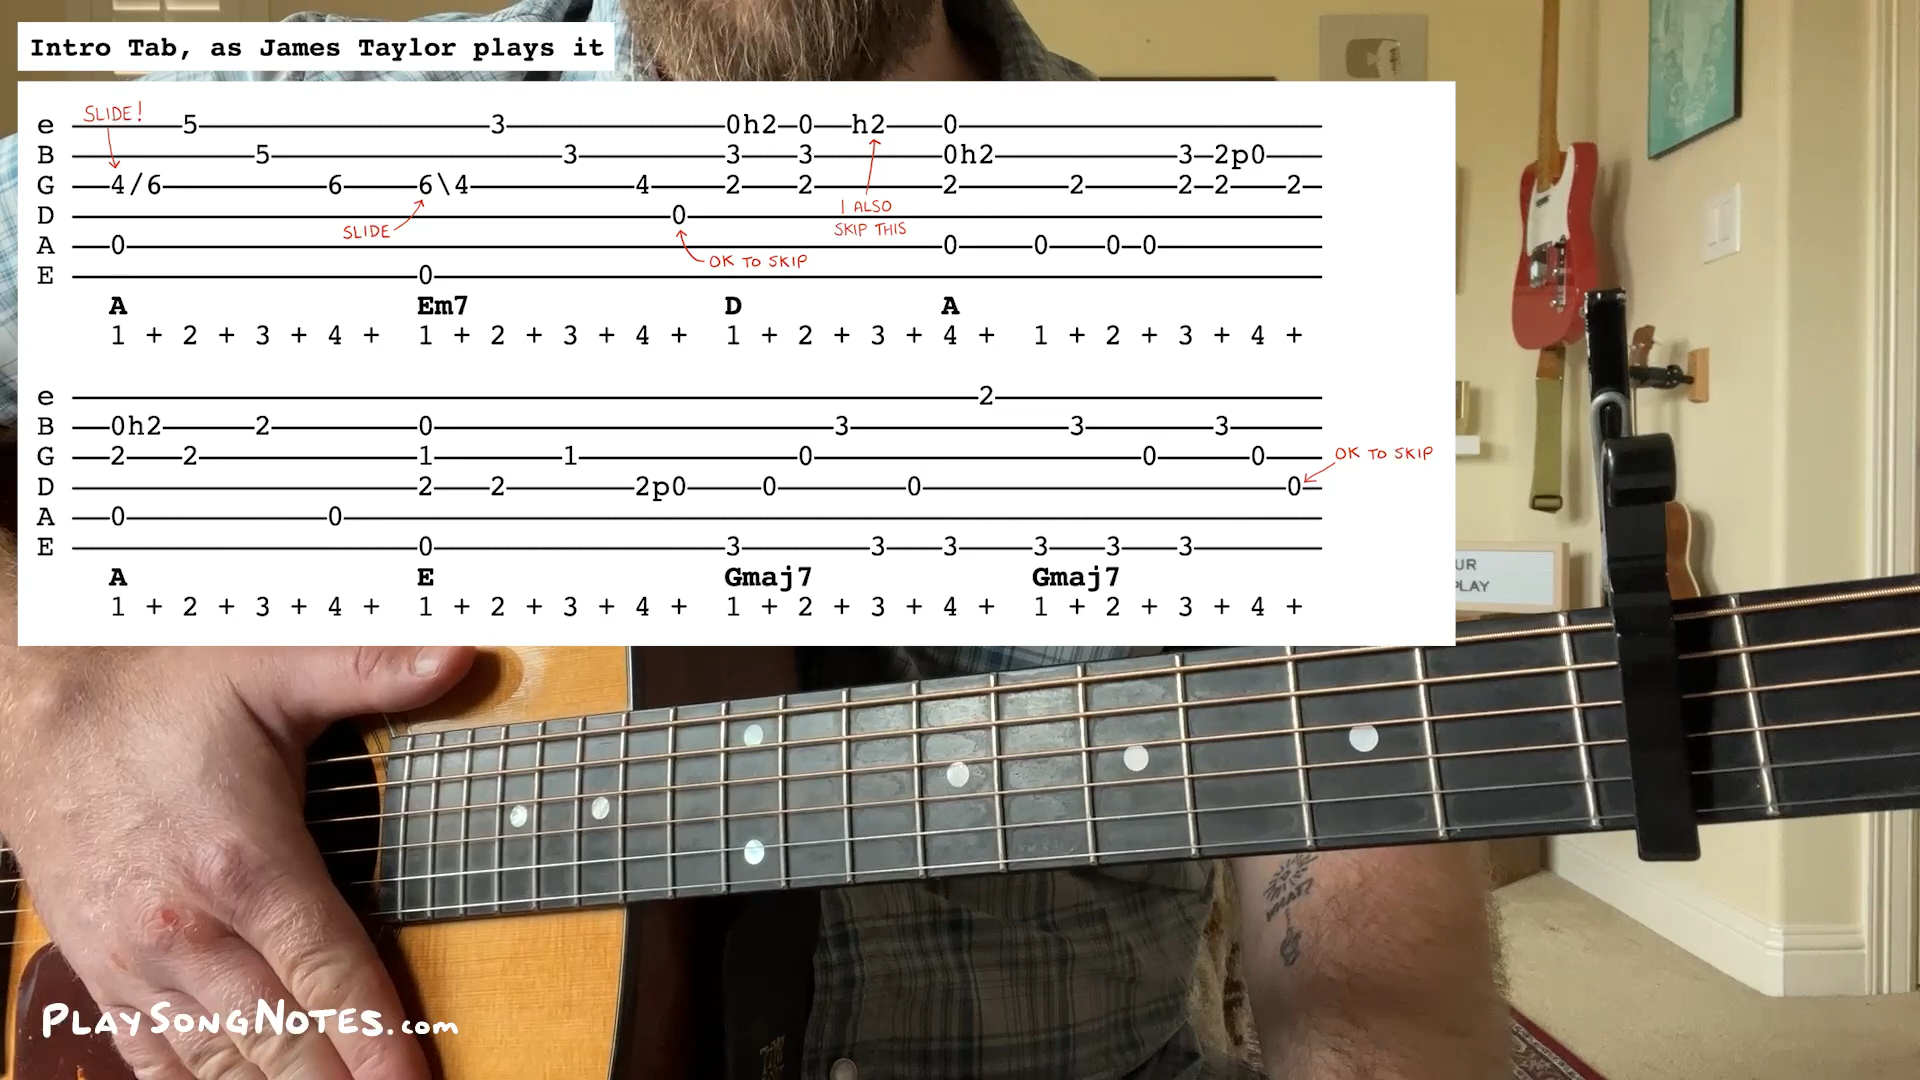 Intro Tab, as James Taylor plays it
SLIDE!
e 5 3 0h2 0 h2 0
B 5 3 3 3 0h2 3 2p0
G 4/6 6 6\4 4 2 2 2 2 2 2 2
I ALSO
D 0
SLIDE
SKIP THIS
A 0 0 0 0 0
OK TO SKIP
E 0
A Em7 D A
1 + 2 + 3 + 4 + 1 + 2 + 3 + 4 + 1 + 2 + 3 + 4 + 1 + 2 + 3 + 4 +
e 2
B 0h2 2 0 3 3 3
G 2 2 1 1 0 0 0
OK TO SKIP
D 2 2 2p0 0 0 0
A 0 0
E 0 3 3 3 3 3 3
A E Gmaj7 Gmaj7
1 + 2 + 3 + 4 + 1 + 2 + 3 + 4 + 1 + 2 + 3 + 4 + 1 + 2 + 3 + 4 +
UR
PLAY
PLAYSONGNOTES.com